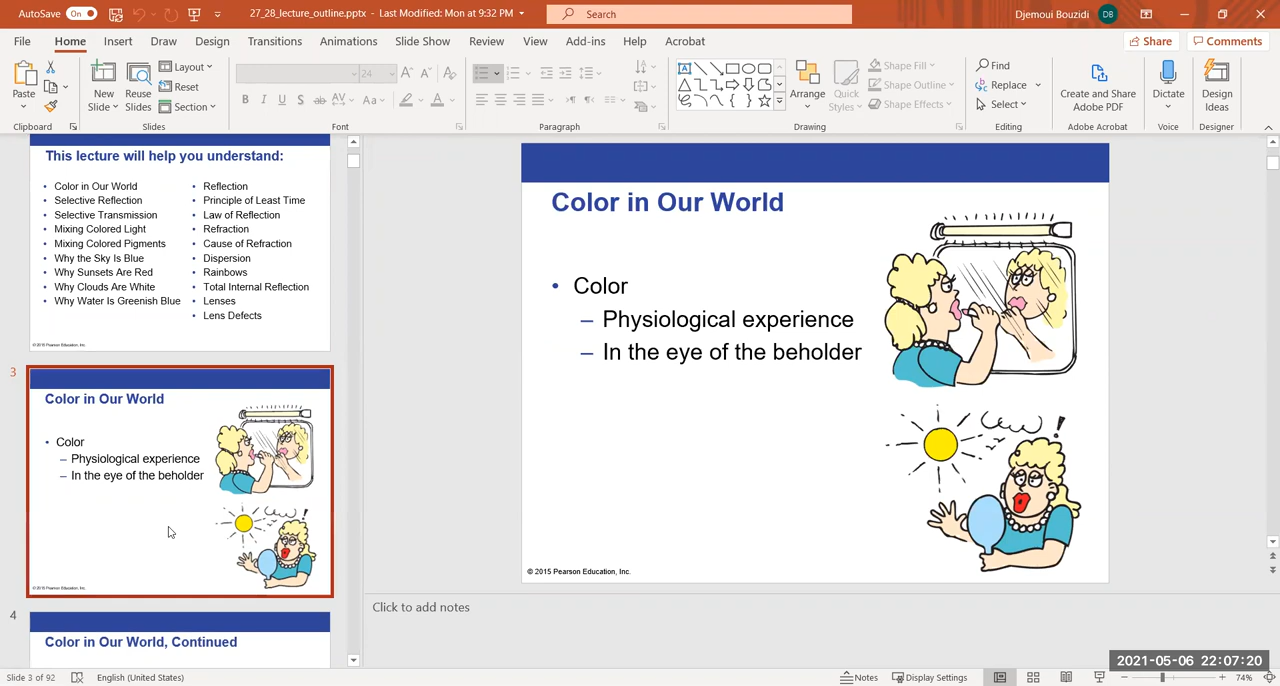 AutoSave On 27_28_lecture_outline.pptx - Last Modified: Mon at 9:32 PM Search Djemoui Bouzidi DB
File Home Insert Draw Design Transitions Animations Slide Show Review View Add-ins Help Acrobat Share Comments
Paste
New Slide
Reuse Slides
Layout
Reset
Section
24
Arrange
Quick Styles
Shape Fill
Shape Outline
Shape Effects
Find
Replace
Select
Create and Share Adobe PDF
Dictate
Design Ideas
Clipboard Slides Font Paragraph Drawing Editing Adobe Acrobat Voice Designer
This lecture will help you understand:
• Color in Our World
• Selective Reflection
• Selective Transmission
• Mixing Colored Light
• Mixing Colored Pigments
• Why the Sky Is Blue
• Why Sunsets Are Red
• Why Clouds Are White
• Why Water Is Greenish Blue
• Reflection
• Principle of Least Time
• Law of Reflection
• Refraction
• Cause of Refraction
• Dispersion
• Rainbows
• Total Internal Reflection
• Lenses
• Lens Defects
© 2015 Pearson Education, Inc.
3
Color in Our World
• Color
– Physiological experience
– In the eye of the beholder
© 2015 Pearson Education, Inc.
4
Color in Our World, Continued
Color in Our World
• Color
– Physiological experience
– In the eye of the beholder
!
© 2015 Pearson Education, Inc.
Click to add notes
2021-05-06 22:07:20
Slide 3 of 92 English (United States) Notes Display Settings 74%